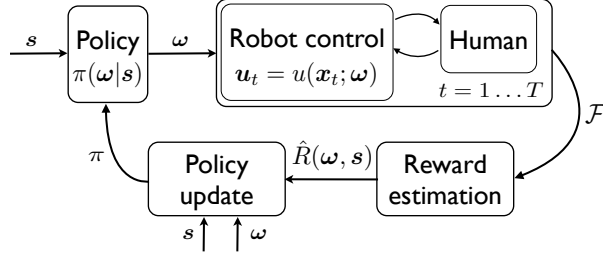 s
Policy
π(ω|s)
ω
Robot control
u_t = u(x_t; ω)
Human
t = 1 … T
F
π
Policy
update
R̂(ω, s)
Reward
estimation
s
ω